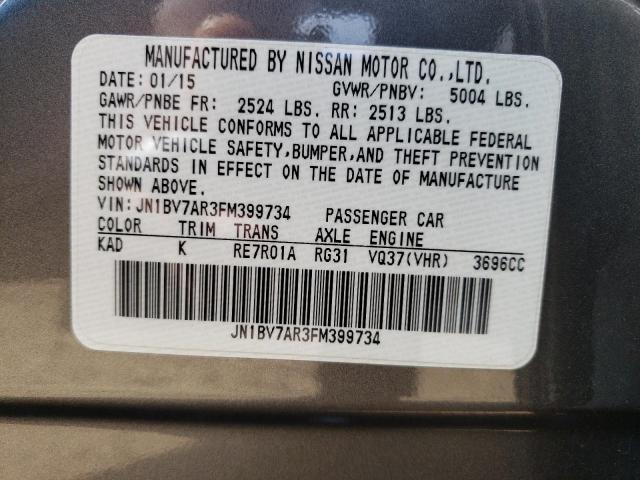 MANUFACTURED BY NISSAN MOTOR CO.,LTD.
DATE: 01/15 GVWR/PNBV: 5004 LBS.
GAWR/PNBE FR: 2524 LBS. RR: 2513 LBS.
THIS VEHICLE CONFORMS TO ALL APPLICABLE FEDERAL
MOTOR VEHICLE SAFETY,BUMPER,AND THEFT PREVENTION
STANDARDS IN EFFECT ON THE DATE OF MANUFACTURE
SHOWN ABOVE.
VIN:JN1BV7AR3FM399734 PASSENGER CAR
COLOR TRIM TRANS AXLE ENGINE
KAD K RE7R01A RG31 VQ37(VHR) 3696CC
JN1BV7AR3FM399734